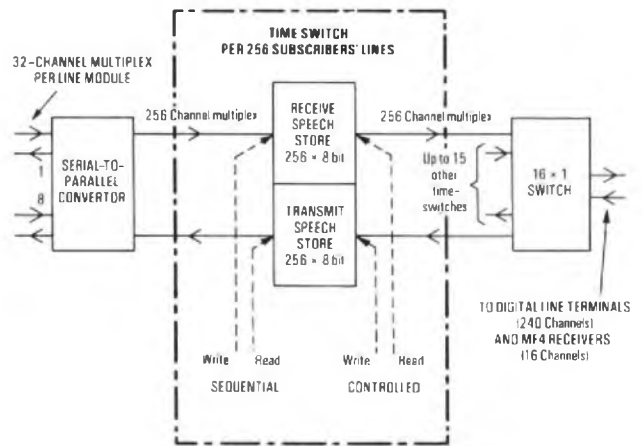 TIME SWITCH
PER 256 SUBSCRIBERS' LINES
32-CHANNEL MULTIPLEX
PER LINE MODULE
256 Channel multiplex
RECEIVE
SPEECH
STORE
256 × 8 bit
256 Channel multiplex
1
8
SERIAL-TO-
PARALLEL
CONVERTOR
Up to 15
other
time-
switches
16 × 1
SWITCH
TRANSMIT
SPEECH
STORE
256 × 8 bit
TO DIGITAL LINE TERMINALS
(240 Channels)
AND MF4 RECEIVERS
(16 Channels)
Write Read Write Read
SEQUENTIAL CONTROLLED